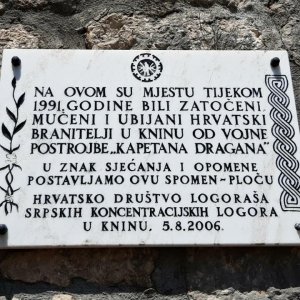 NA OVOM SU MJESTU TIJEKOM
1991.GODINE BILI ZATOČENI
MUČENI I UBIJANI HRVATSKI
BRANITELJI U KNINU OD VOJNE
POSTROJBE„KAPETANA DRAGANA"
U ZNAK SJEĆANJA I OPOMENE
POSTAVLJAMO OVU SPOMEN-PLOČU
HRVATSKO DRUŠTVO LOGORAŠA
SRPSKIH KONCENTRACIJSKIH LOGORA
U KNINU. 5.8.2006.